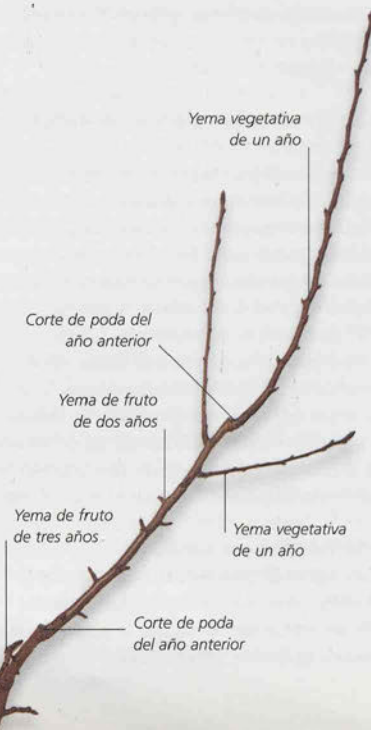 Yema vegetativa
de un año
Corte de poda del
año anterior
Yema de fruto
de dos años
Yema de fruto
de tres años
Yema vegetativa
de un año
Corte de poda
del año anterior